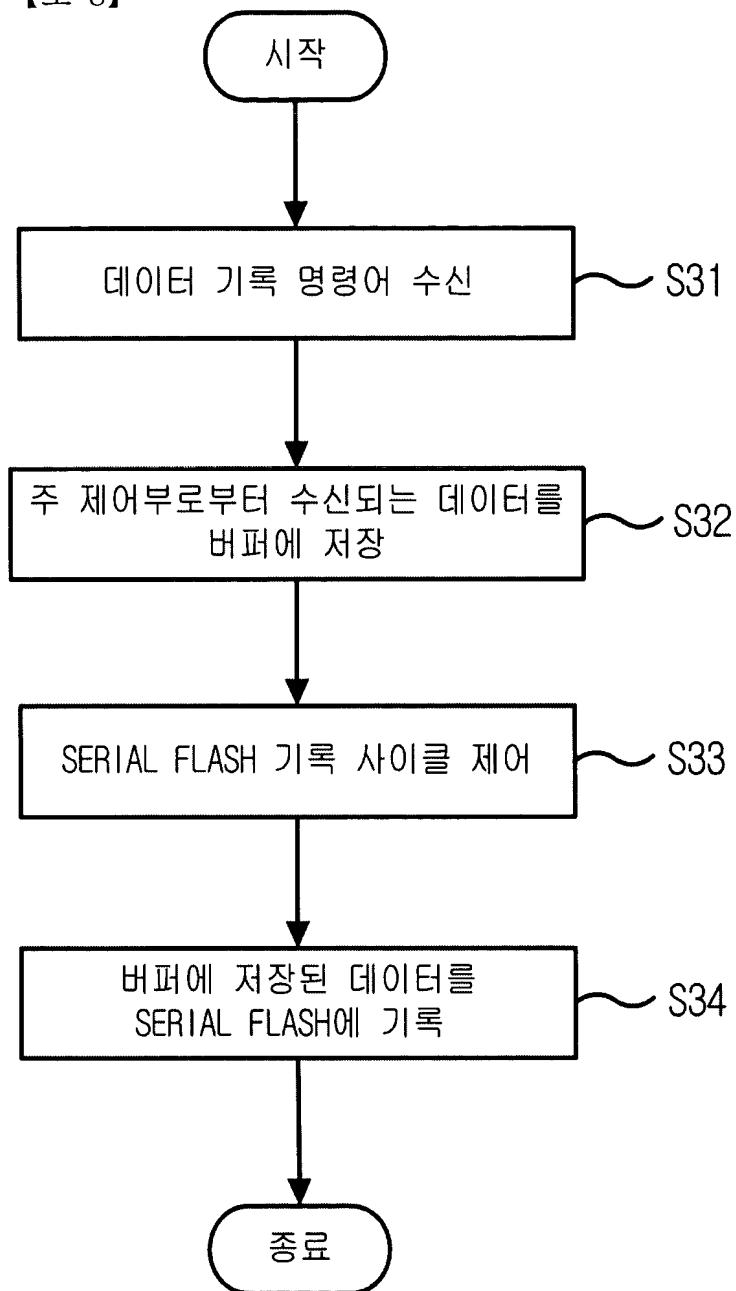 시작
데이터 기록 명령어 수신
S31
주 제어부로부터 수신되는 데이터를
버퍼에 저장
S32
SERIAL FLASH 기록 사이클 제어
S33
버퍼에 저장된 데이터를
SERIAL FLASH에 기록
S34
종료